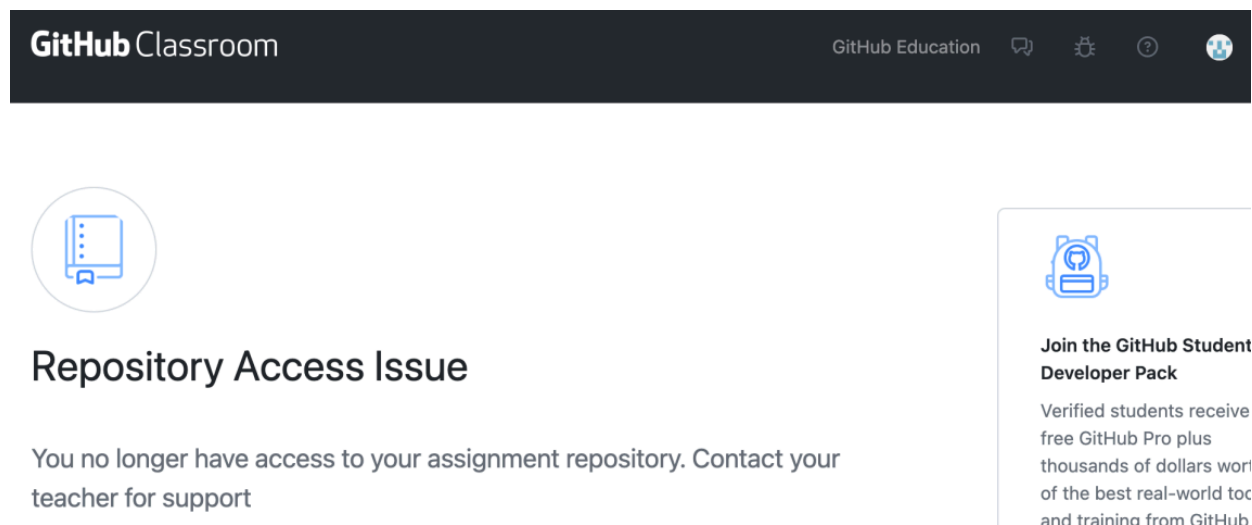 GitHub Classroom
GitHub Education
Repository Access Issue
You no longer have access to your assignment repository. Contact your
teacher for support
Join the GitHub Student
Developer Pack
Verified students receive
free GitHub Pro plus
thousands of dollars
of the best real-world
and training from GitHub